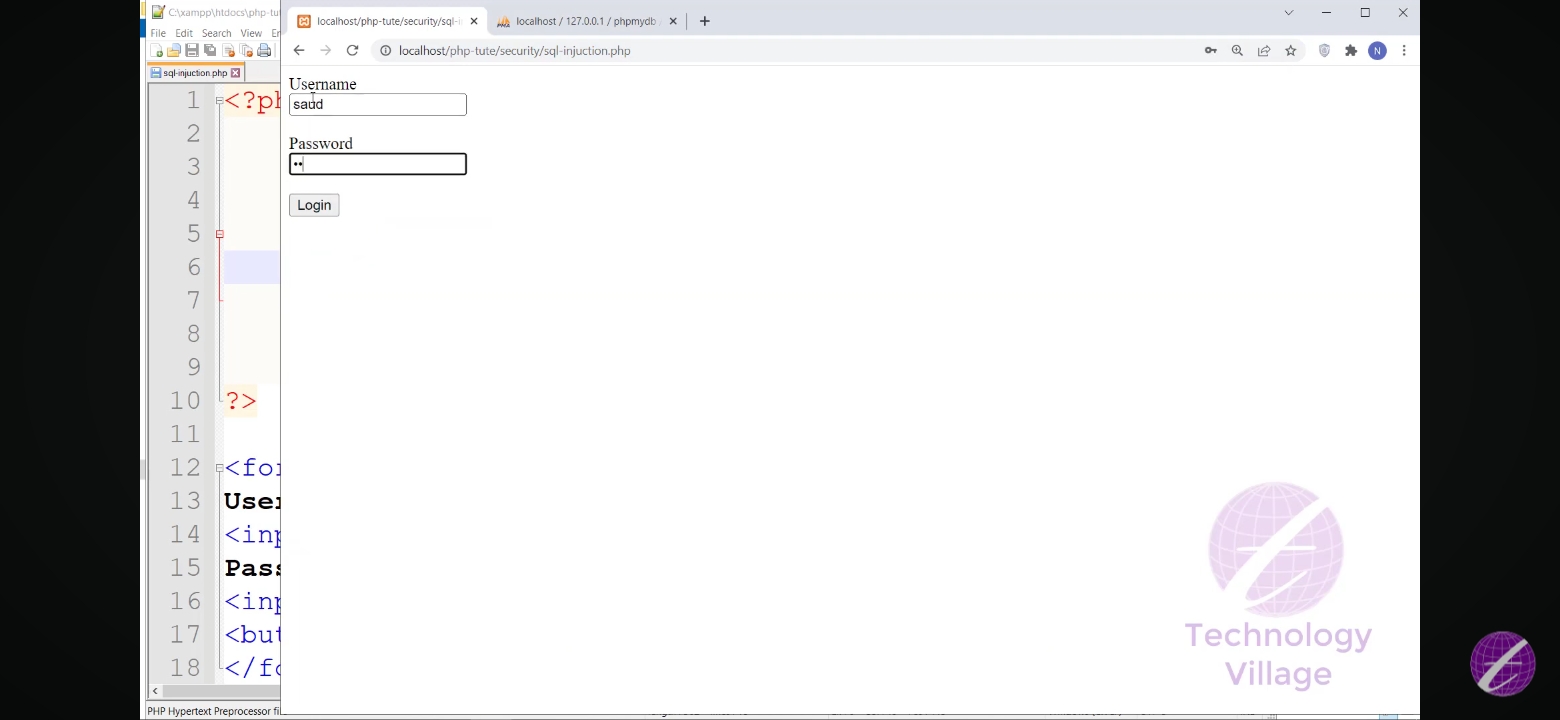 C:\xampp\htdocs\php-tu
File Edit Search View En
sql-injuction.php
1 <?ph
2
3
4
5
6
7
8
9
10 ?>
11
12 <for
13 User
14 <inp
15 Pass
16 <inp
17 <but
18 </fo
PHP Hypertext Preprocessor fi
localhost/php-tute/security/sql-i
localhost / 127.0.0.1 / phpmydb
localhost/php-tute/security/sql-injuction.php
N
Username
saud
Password
••
Login
Technology
Village